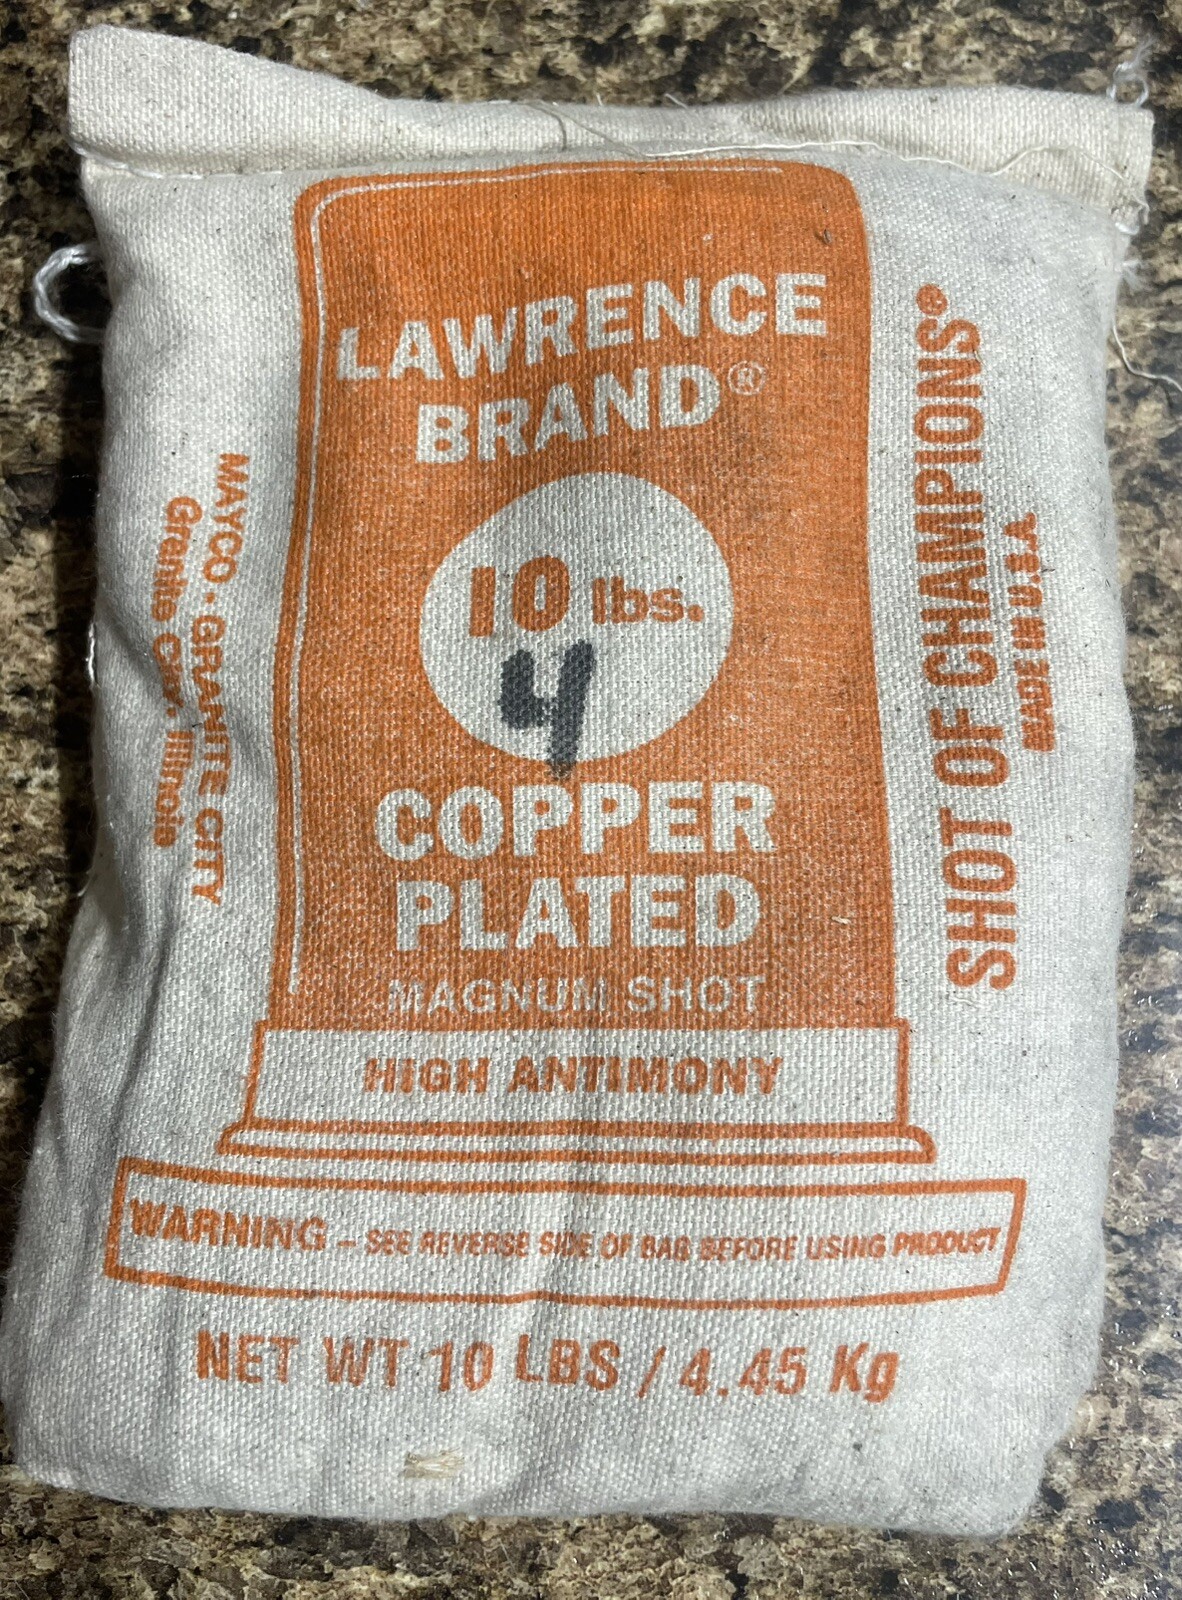 LAWRENCE
BRAND®
10 lbs.
4
COPPER
PLATED
MAGNUM SHOT
HIGH ANTIMONY
WARNING – SEE REVERSE SIDE OF BAG BEFORE USING PRODUCT
NET WT 10 LBS / 4.45 Kg
MAYCO • GRANITE CITY
Granite City, Illinois
SHOT OF CHAMPIONS®
MADE IN U.S.A.